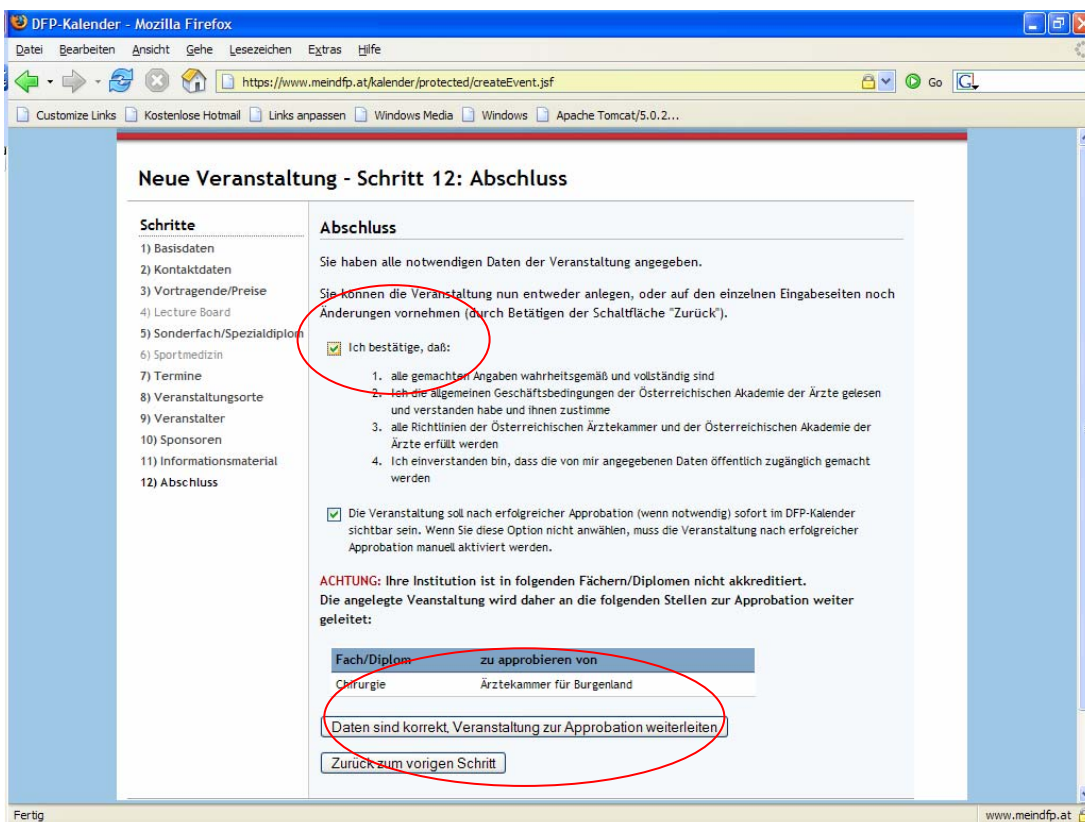 DFP-Kalender - Mozilla Firefox
Datei Bearbeiten Ansicht Gehe Lesezeichen Extras Hilfe
https://www.meindfp.at/kalender/protected/createEvent.jsf Go G
Customize Links Kostenlose Hotmail Links anpassen Windows Media Windows Apache Tomcat/5.0.2...
Neue Veranstaltung - Schritt 12: Abschluss
Schritte
1) Basisdaten
2) Kontaktdaten
3) Vortragende/Preise
4) Lecture Board
5) Sonderfach/Spezialdiplom
6) Sportmedizin
7) Termine
8) Veranstaltungsorte
9) Veranstalter
10) Sponsoren
11) Informationsmaterial
12) Abschluss
Abschluss
Sie haben alle notwendigen Daten der Veranstaltung angegeben.
Sie können die Veranstaltung nun entweder anlegen, oder auf den einzelnen Eingabeseiten noch
Änderungen vornehmen (durch Betätigen der Schaltfläche "Zurück").
Ich bestätige, daß:
1. alle gemachten Angaben wahrheitsgemäß und vollständig sind
2. Ich die allgemeinen Geschäftsbedingungen der Österreichischen Akademie der Ärzte gelesen
und verstanden habe und ihnen zustimme
3. alle Richtlinien der Österreichischen Ärztekammer und der Österreichischen Akademie der
Ärzte erfüllt werden
4. Ich einverstanden bin, dass die von mir angegebenen Daten öffentlich zugänglich gemacht
werden
Die Veranstaltung soll nach erfolgreicher Approbation (wenn notwendig) sofort im DFP-Kalender
sichtbar sein. Wenn Sie diese Option nicht anwählen, muss die Veranstaltung nach erfolgreicher
Approbation manuell aktiviert werden.
ACHTUNG: Ihre Institution ist in folgenden Fächern/Diplomen nicht akkreditiert.
Die angelegte Veanstaltung wird daher an die folgenden Stellen zur Approbation weiter
geleitet:
Fach/Diplom zu approbieren von
Chirurgie Ärztekammer für Burgenland
Daten sind korrekt, Veranstaltung zur Approbation weiterleiten
Zurück zum vorigen Schritt
Fertig www.meindfp.at